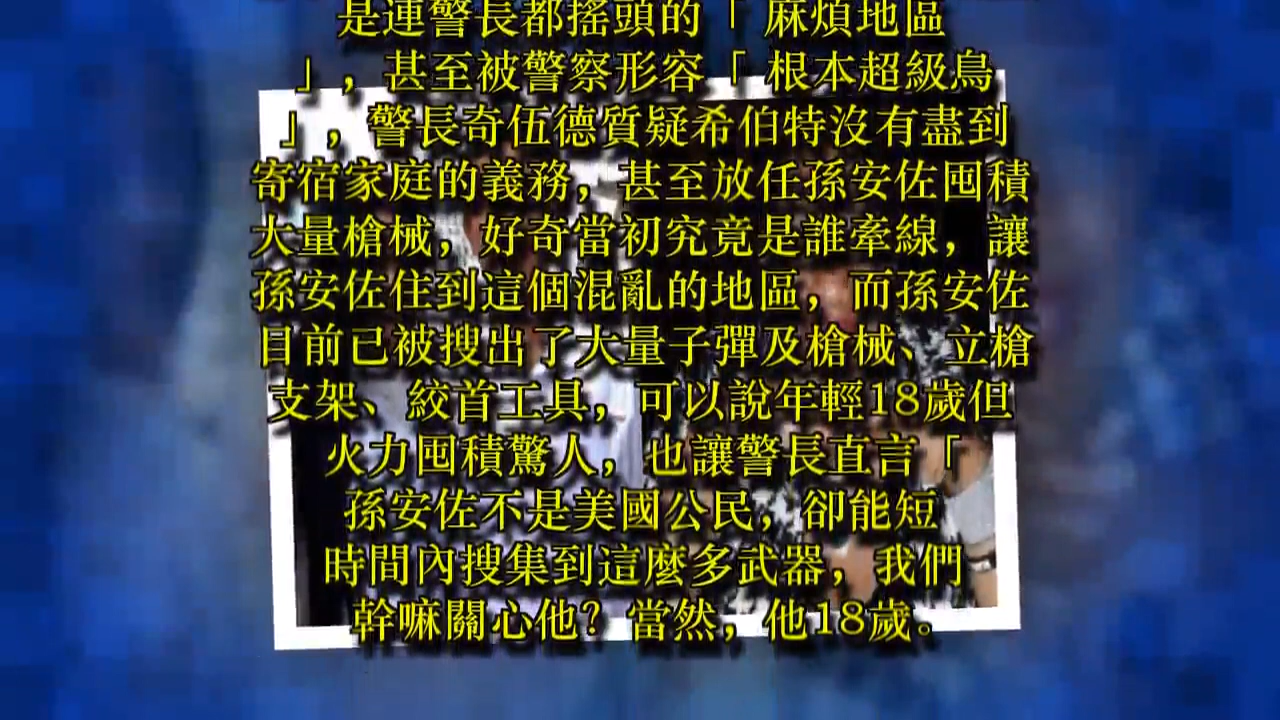 是連警長都搖頭的「 麻煩地區
」，甚至被警察形容「 根本超級鳥
」，警長奇伍德質疑希伯特沒有盡到
寄宿家庭的義務，甚至放任孫安佐囤積
大量槍械，好奇當初究竟是誰牽線，讓
孫安佐住到這個混亂的地區，而孫安佐
目前已被搜出了大量子彈及槍械、立槍
支架、絞首工具，可以說年輕18歲但
火力囤積驚人，也讓警長直言「
孫安佐不是美國公民，卻能短
時間內搜集到這麼多武器，我們
幹嘛關心他？當然，他18歲。